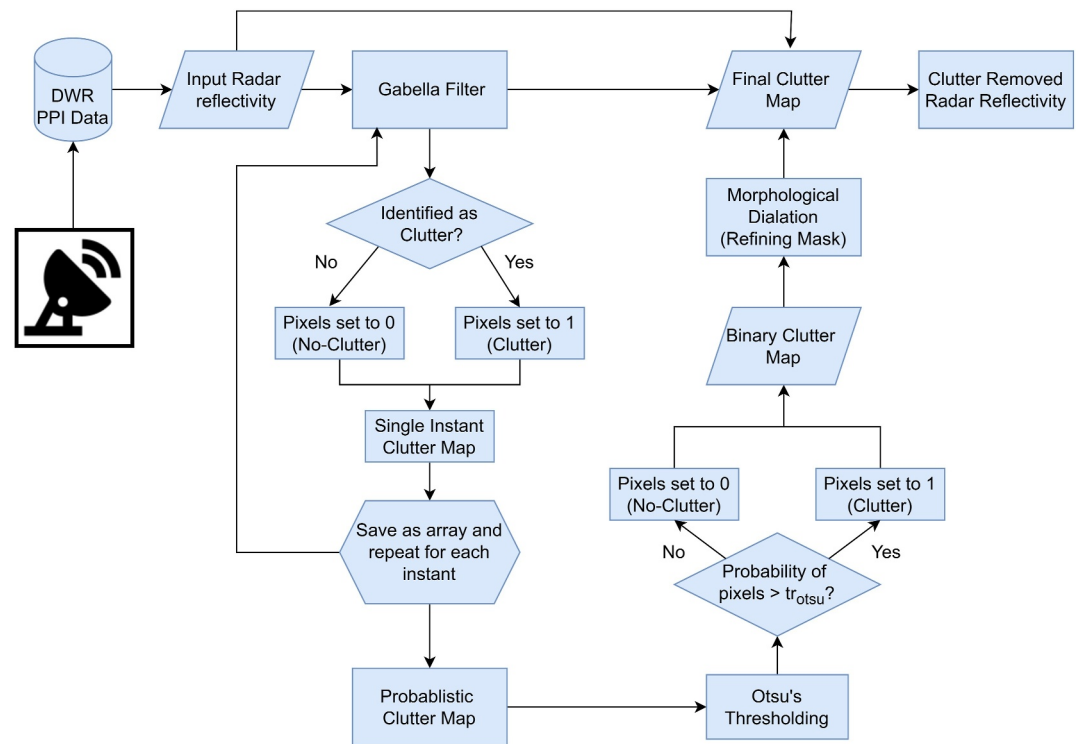 DWR
PPI Data
Input Radar
reflectivity
Gabella Filter
Final Clutter
Map
Clutter Removed
Radar Reflectivity
Identified as
Clutter?
No
Yes
Pixels set to 0
(No-Clutter)
Pixels set to 1
(Clutter)
Single Instant
Clutter Map
Save as array and
repeat for each
instant
Probablistic
Clutter Map
Otsu's
Thresholding
Probability of
pixels > tr_otsu?
No
Yes
Pixels set to 0
(No-Clutter)
Pixels set to 1
(Clutter)
Binary Clutter
Map
Morphological
Dialation
(Refining Mask)